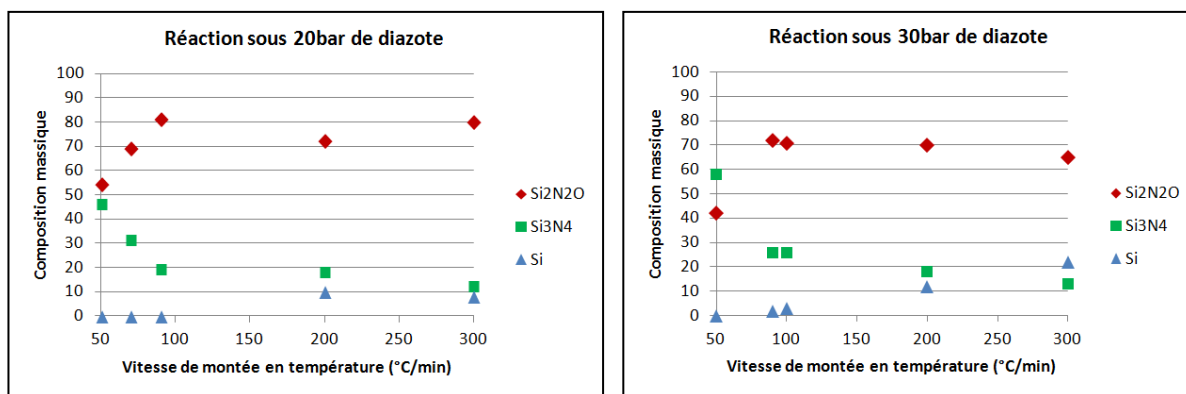 Réaction sous 20bar de diazote
100
90
80
70
60
50
40
30
20
10
0
Composition massique
50
100
150
200
250
300
Vitesse de montée en température (°C/min)
Si2N2O
Si3N4
Si
Réaction sous 30bar de diazote
100
90
80
70
60
50
40
30
20
10
0
Composition massique
50
100
150
200
250
300
Vitesse de montée en température (°C/min)
Si2N2O
Si3N4
Si